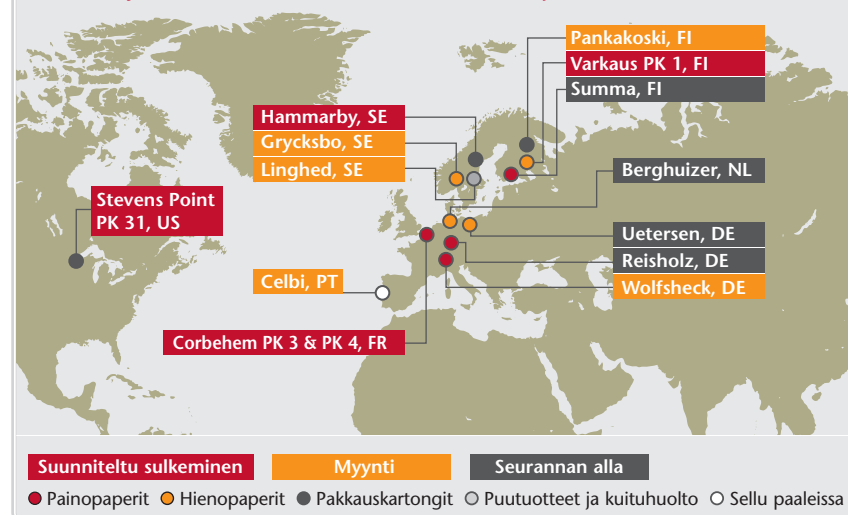 Pankakoski, FI
Varkaus PK 1, FI
Summa, FI
Hammarby, SE
Grycksbo, SE
Linghed, SE
Berghuizer, NL
Stevens Point
PK 31, US
Uetersen, DE
Reisholz, DE
Wolfsheck, DE
Celbi, PT
Corbehem PK 3 & PK 4, FR
Suunniteltu sulkeminen
Myynti
Seurannan alla
Painopaperit
Hienopaperit
Pakkauskartongit
Puutuotteet ja kuituhuolto
Sellu paaleissa